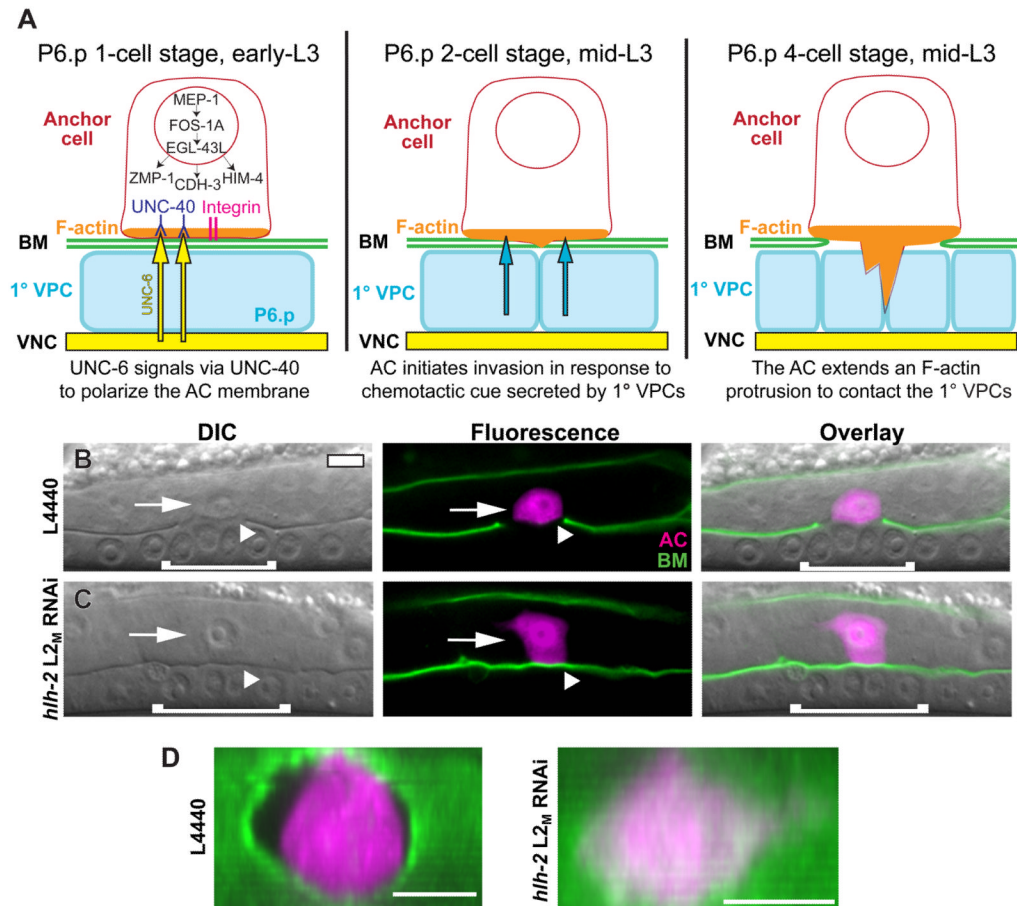 A
P6.p 1-cell stage, early-L3
P6.p 2-cell stage, mid-L3
P6.p 4-cell stage, mid-L3
Anchor
cell
MEP-1
FOS-1A
EGL-43L
ZMP-1
CDH-3
HIM-4
UNC-40
Integrin
F-actin
BM
1° VPC
UNC-6
P6.p
VNC
UNC-6 signals via UNC-40
to polarize the AC membrane
Anchor
cell
F-actin
BM
1° VPC
VNC
AC initiates invasion in response to
chemotactic cue secreted by 1° VPCs
Anchor
cell
F-actin
BM
1° VPC
VNC
The AC extends an F-actin
protrusion to contact the 1° VPCs
DIC
Fluorescence
Overlay
B
L4440
AC
BM
C
hlh-2 L2M RNAi
D
L4440
hlh-2 L2M RNAi